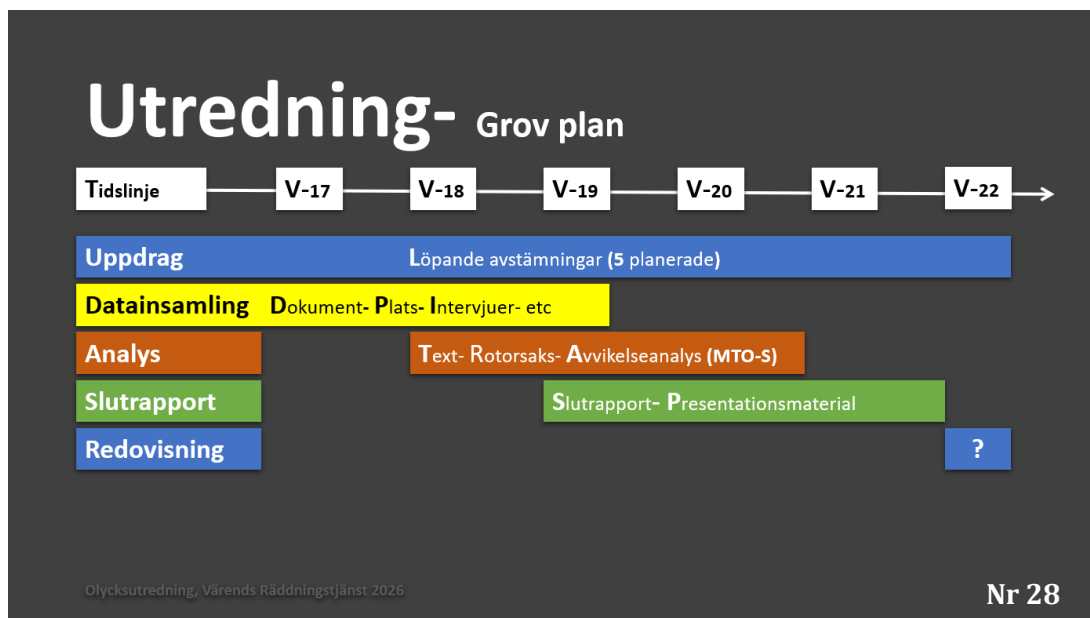 Utredning- Grov plan
Tidslinje V-17 V-18 V-19 V-20 V-21 V-22
Uppdrag Löpande avstämningar (5 planerade)
Datainsamling Dokument- Plats- Intervjuer- etc
Analys Text- Rotorsaks- Avvikelseanalys (MTO-S)
Slutrapport Slutrapport- Presentationsmaterial
Redovisning ?
Olycksutredning, Värends Räddningstjänst 2026
Nr 28